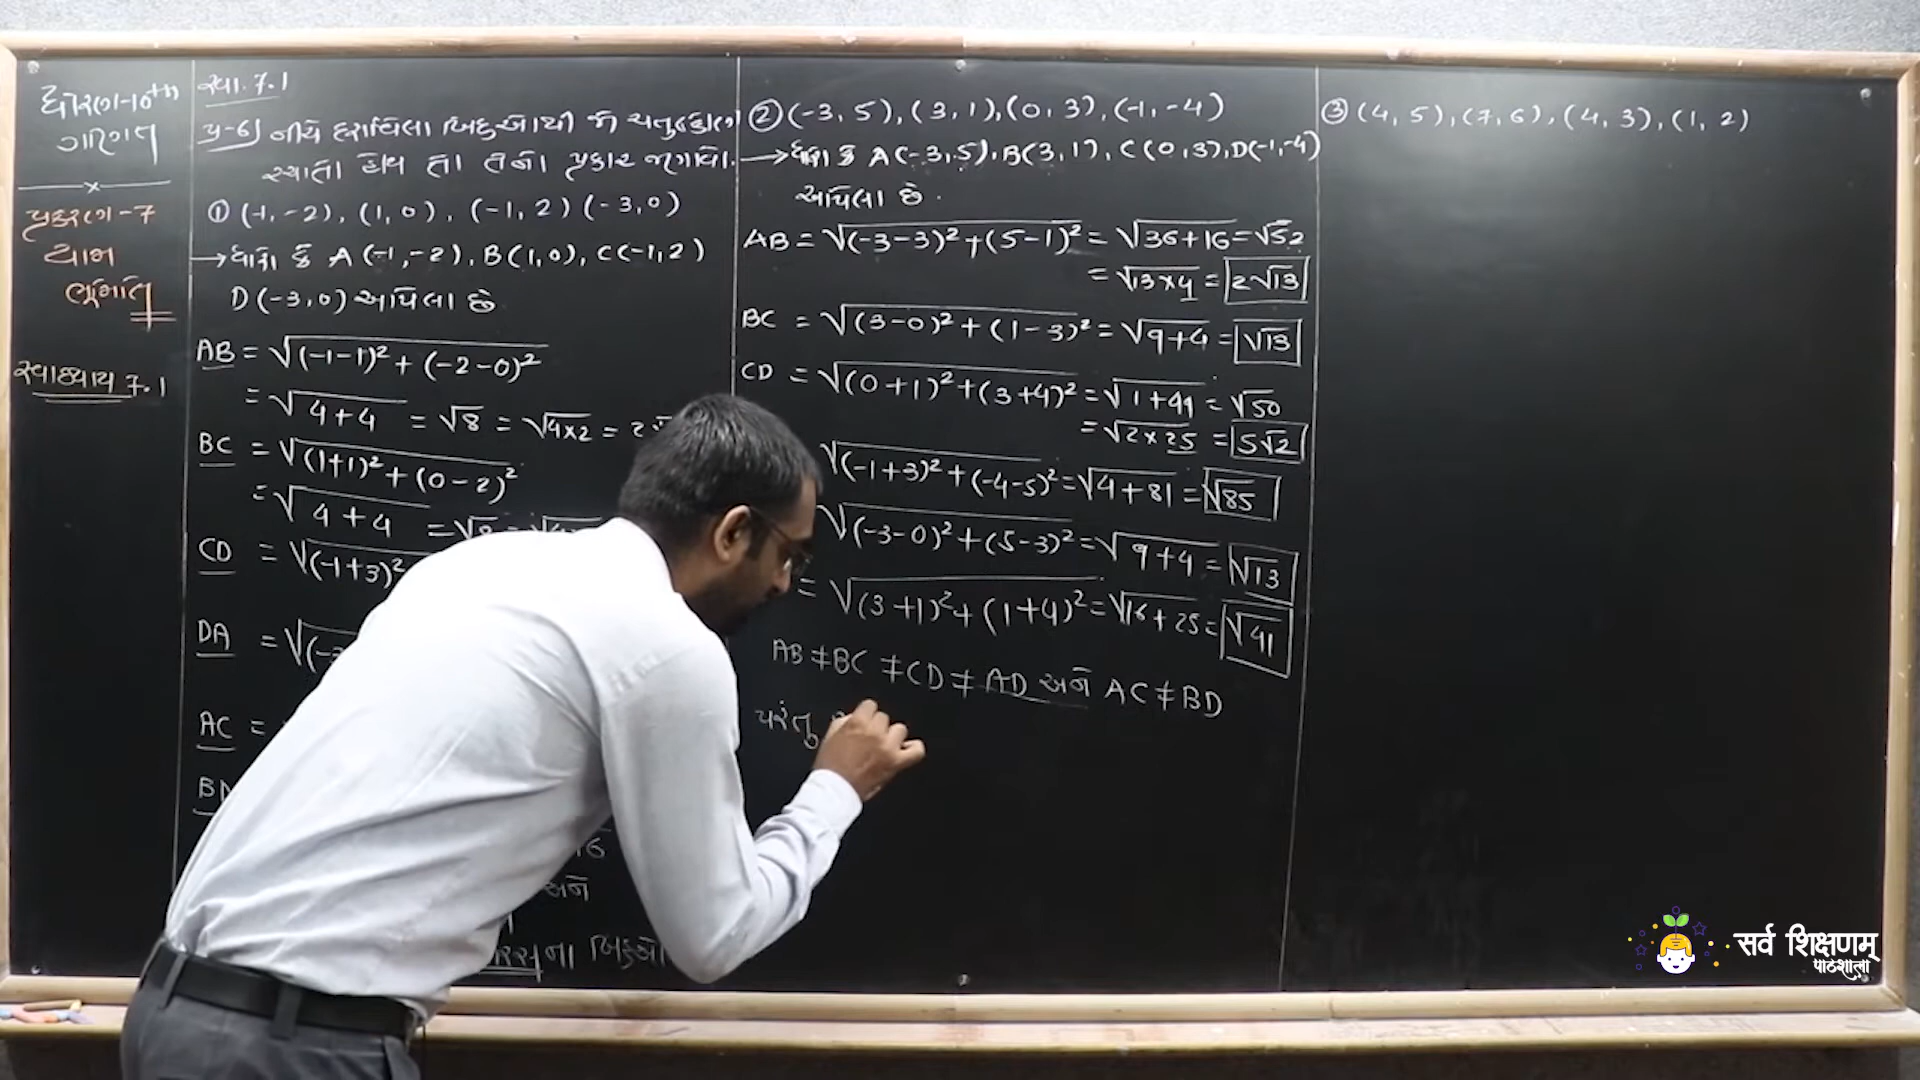 ધોરણ-10th
ગણિત
પ્રકરણ-7
યામ
ભૂમિતિ
સ્વાધ્યાય 7.1
સ્વા. 7.1
પ્ર-6) નીચે દર્શાવેલા બિંદુઓથી જો ચતુષ્કોણ
રચાતો હોય તો તેનો પ્રકાર જણાવો.
① (-1, -2), (1, 0), (-1, 2) (-3, 0)
→ ધારો કે A (-1, -2), B(1, 0), C(-1, 2)
D (-3, 0) આપેલા છે
AB = √(-1-1)² + (-2-0)²
= √4+4 = √8 = √4×2 = 2
BC = √(1+1)² + (0-2)²
= √4+4 =
CD = √(-1+3)²
DA = √(-
AC =
અને
ના બિંદુઓ
② (-3, 5), (3, 1), (0, 3), (-1, -4)
→ ધારો કે A(-3, 5), B(3, 1), C(0, 3), D(-1, -4)
આપેલા છે.
AB = √(-3-3)² + (5-1)² = √36+16 = √52
= √13×4 = 2√13
BC = √(3-0)² + (1-3)² = √9+4 = √13
CD = √(0+1)² + (3+4)² = √1+49 = √50
= √2×25 = 5√2
√(-1+3)² + (-4-5)² = √4+81 = √85
√(-3-0)² + (5-3)² = √9+4 = √13
= √(3+1)² + (1+4)² = √16+25 = √41
AB ≠ BC ≠ CD ≠ AD અને AC ≠ BD
પરંતુ
③ (4, 5), (7, 6), (4, 3), (1, 2)
सर्व शिक्षणम्
પાઠશાલા